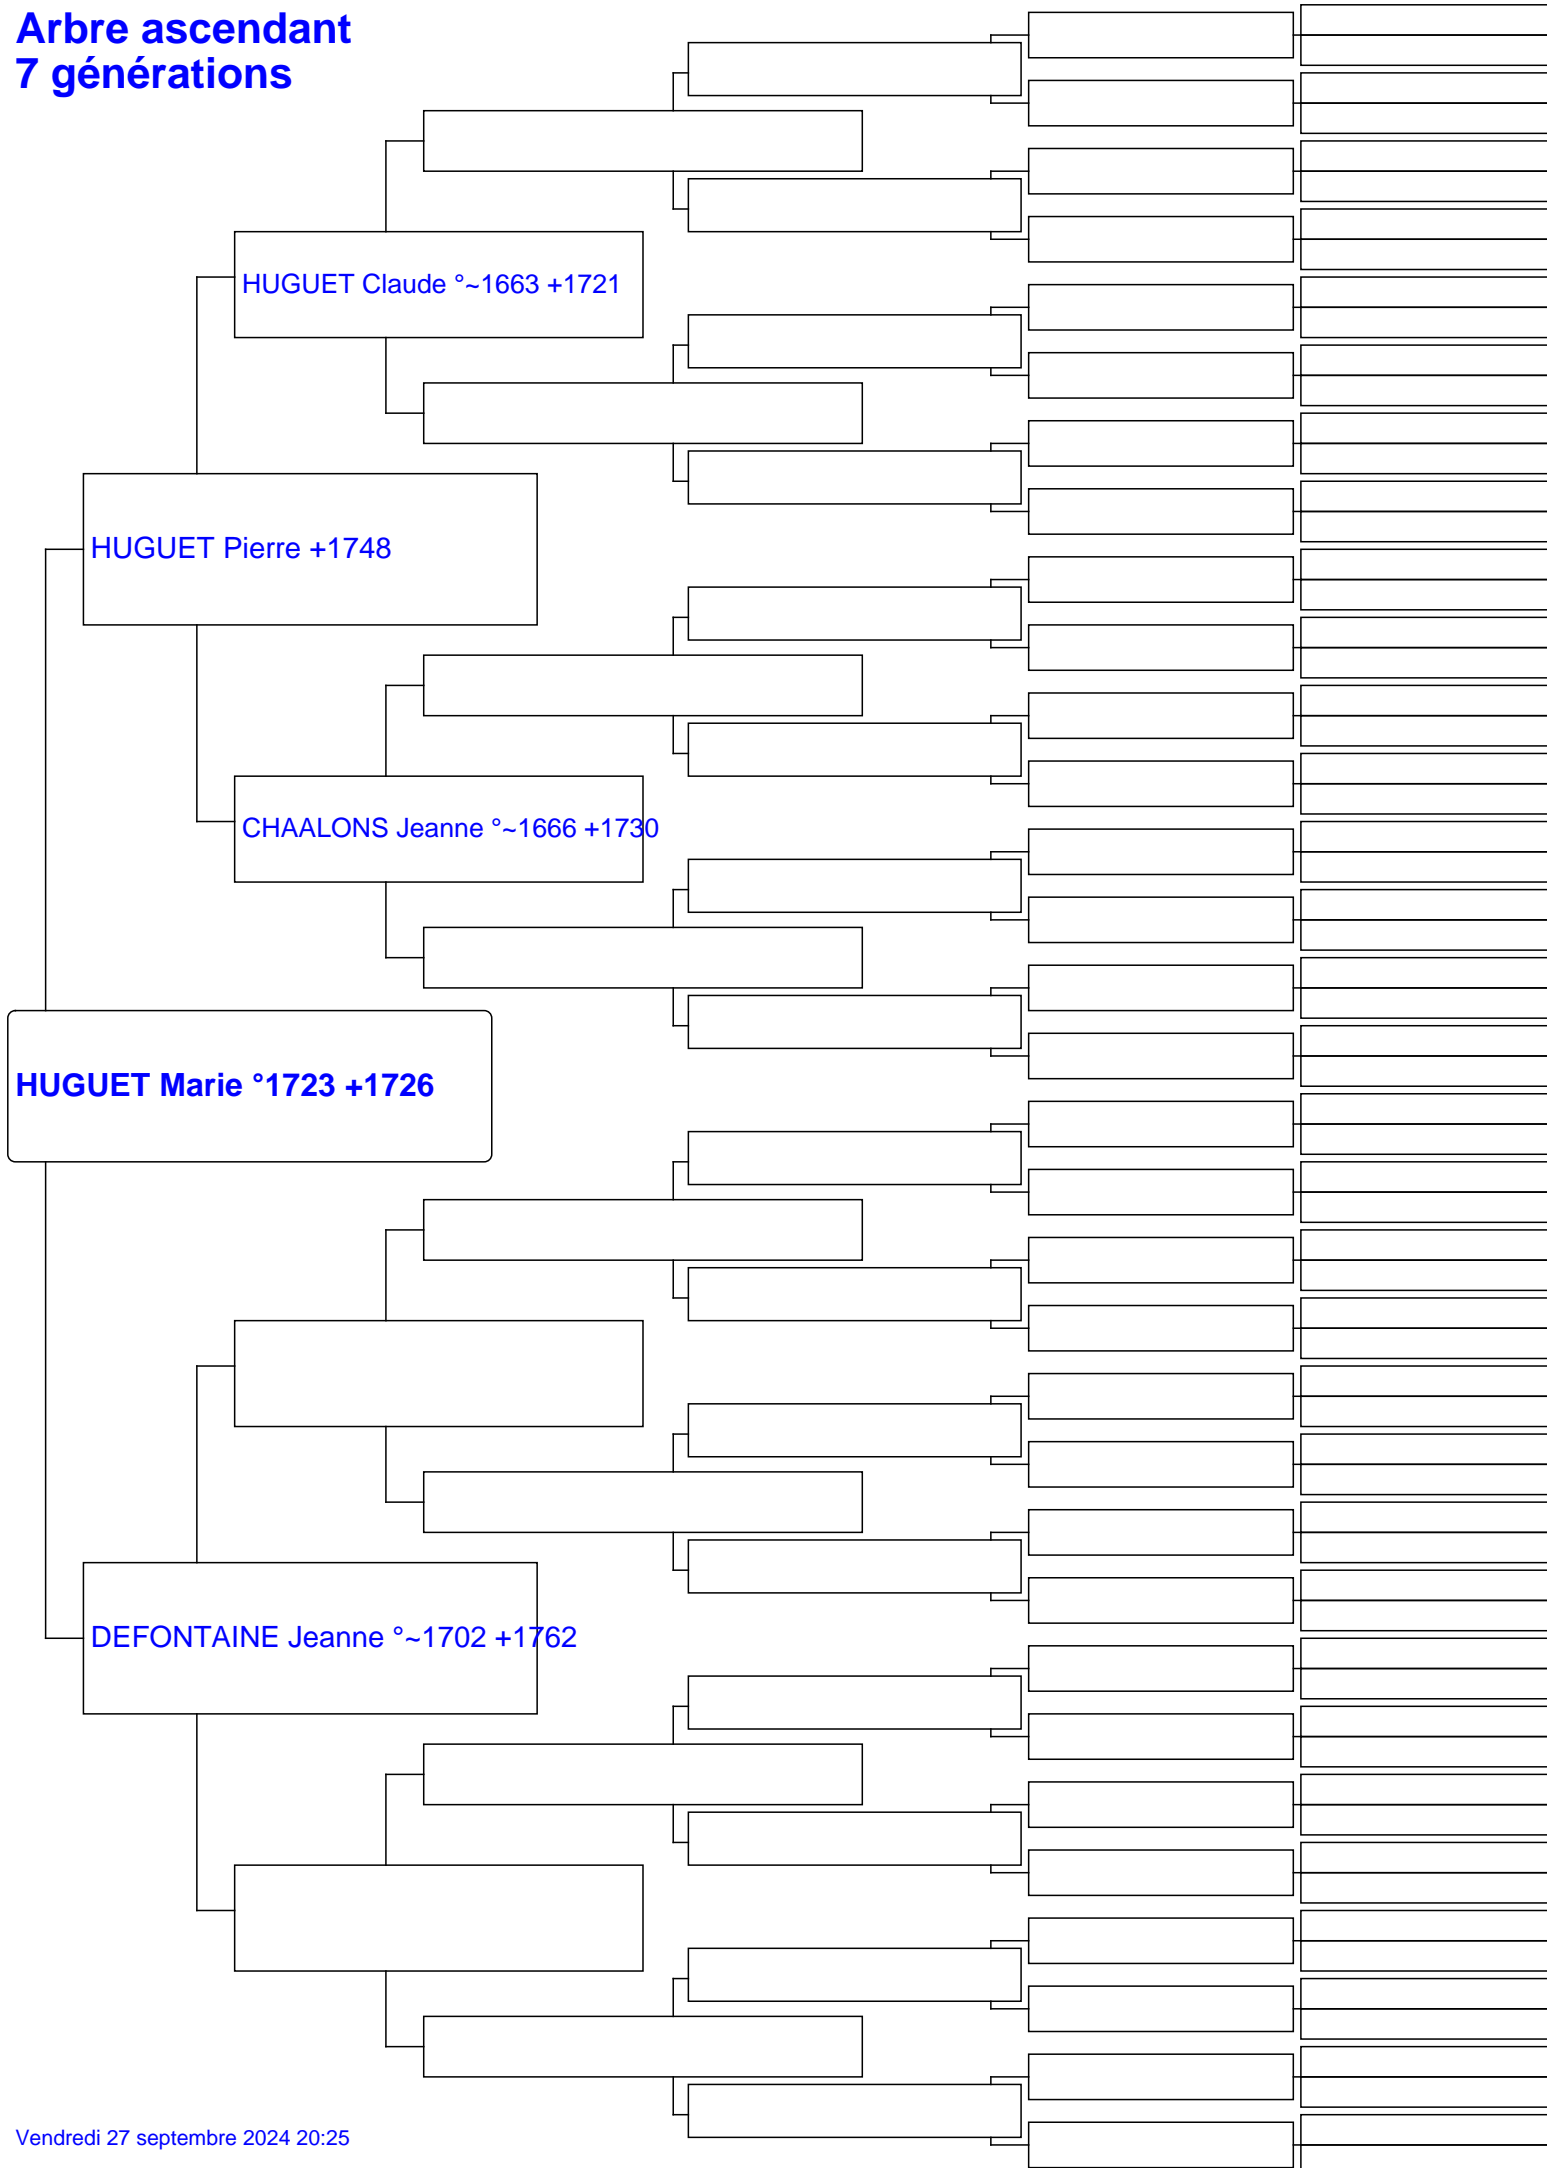 Arbre ascendant
7 générations
HUGUET Claude °~1663 +1721
HUGUET Pierre +1748
CHAALONS Jeanne °~1666 +1730
HUGUET Marie °1723 +1726
DEFONTAINE Jeanne °~1702 +1762
Vendredi 27 septembre 2024 20:25